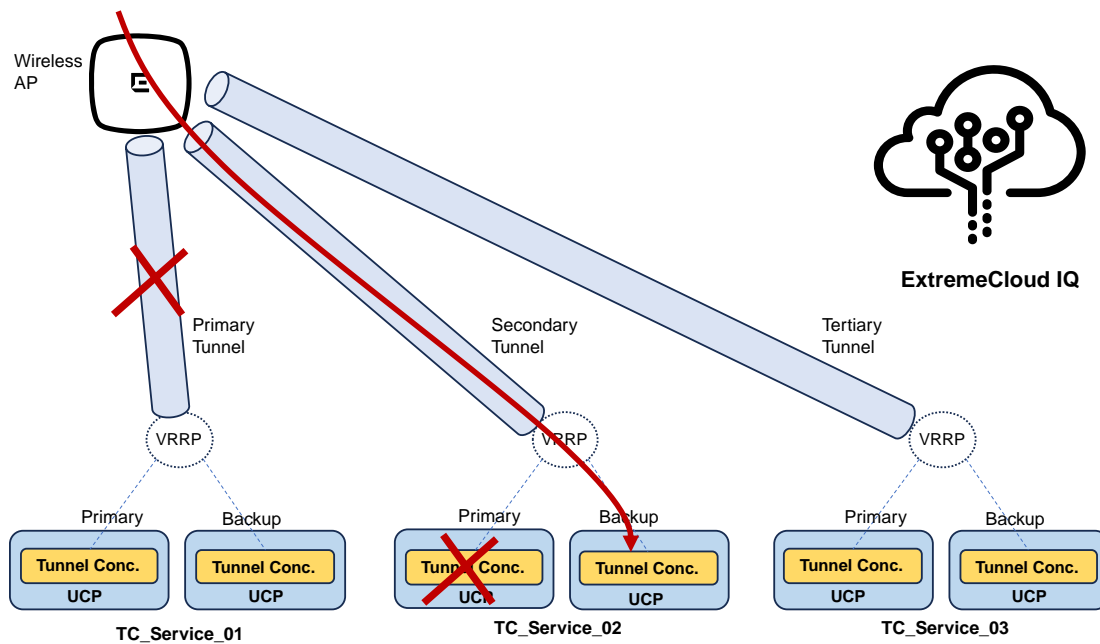 Wireless
AP
ExtremeCloud IQ
Primary
Tunnel
Secondary
Tunnel
Tertiary
Tunnel
VRRP
VRRP
VRRP
Primary
Backup
Primary
Backup
Primary
Backup
Tunnel Conc.
Tunnel Conc.
Tunnel Conc.
Tunnel Conc.
Tunnel Conc.
Tunnel Conc.
UCP
UCP
UCP
UCP
UCP
UCP
TC_Service_01
TC_Service_02
TC_Service_03